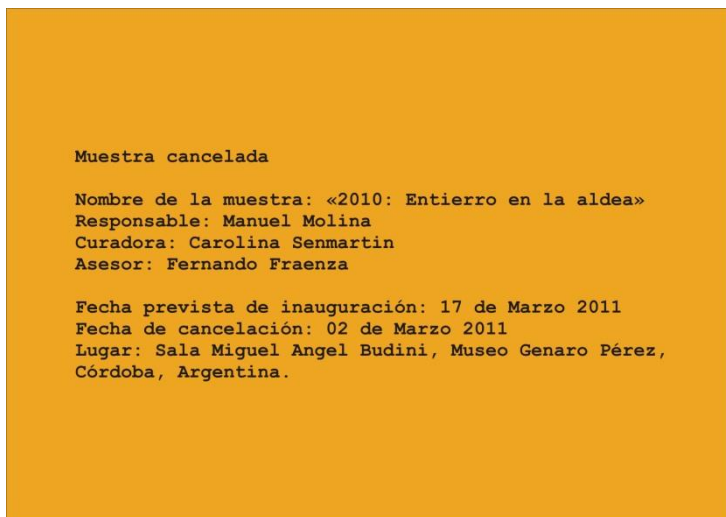 Muestra cancelada
Nombre de la muestra: «2010: Entierro en la aldea»
Responsable: Manuel Molina
Curadora: Carolina Senmartin
Asesor: Fernando Fraenza
Fecha prevista de inauguración: 17 de Marzo 2011
Fecha de cancelación: 02 de Marzo 2011
Lugar: Sala Miguel Angel Budini, Museo Genaro Pérez,
Córdoba, Argentina.